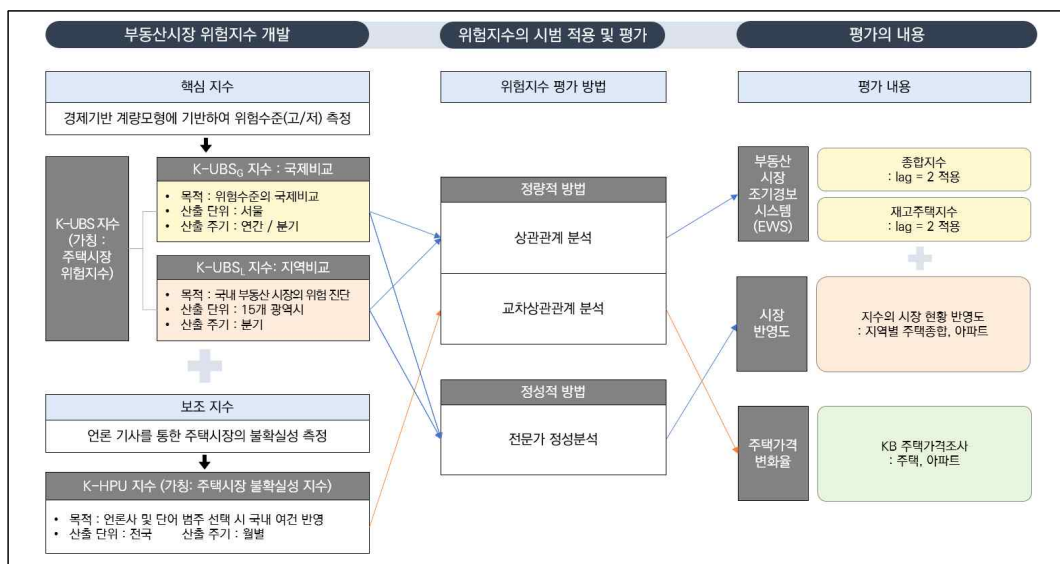 부동산시장 위험지수 개발
위험지수의 시범 적용 및 평가
평가의 내용
핵심 지수
경제기반 계량모형에 기반하여 위험수준(고/저) 측정
K-UBS 지수
(가칭 :
주택시장
위험지수)
K-UBSG 지수 : 국제비교
• 목적 : 위험수준의 국제비교
• 산출 단위 : 서울
• 산출 주기 : 연간 / 분기
K-UBSL 지수: 지역비교
• 목적 : 국내 부동산 시장의 위험 진단
• 산출 단위 : 15개 광역시
• 산출 주기 : 분기
보조 지수
언론 기사를 통한 주택시장의 불확실성 측정
K-HPU 지수 (가칭: 주택시장 불확실성 지수)
• 목적 : 언론사 및 단어 범주 선택 시 국내 여건 반영
• 산출 단위 : 전국 산출 주기 : 월별
위험지수 평가 방법
정량적 방법
상관관계 분석
교차상관관계 분석
정성적 방법
전문가 정성분석
평가 내용
부동산
시장
조기경보
시스템
(EWS)
종합지수
: lag = 2 적용
재고주택지수
: lag = 2 적용
시장
반영도
지수의 시장 현황 반영도
: 지역별 주택종합, 아파트
주택가격
변화율
KB 주택가격조사
: 주택, 아파트